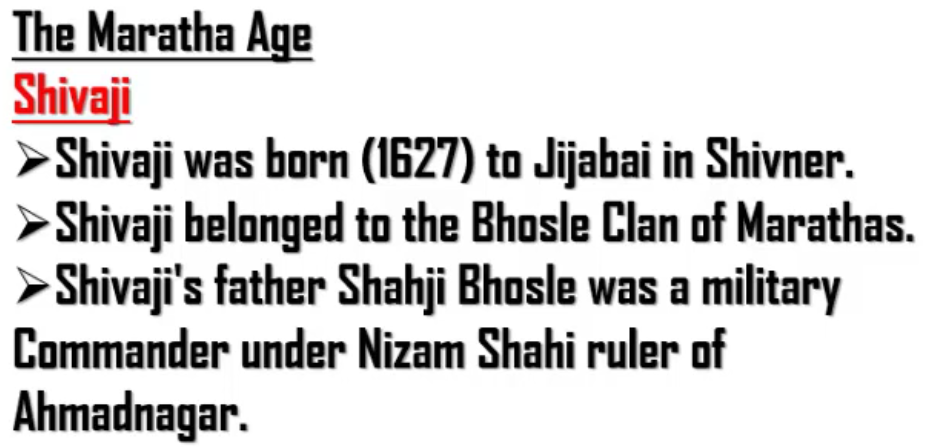 The Maratha Age
Shivaji
➢Shivaji was born (1627) to Jijabai in Shivner.
➢Shivaji belonged to the Bhosle Clan of Marathas.
➢Shivaji's father Shahji Bhosle was a military
Commander under Nizam Shahi ruler of
Ahmadnagar.